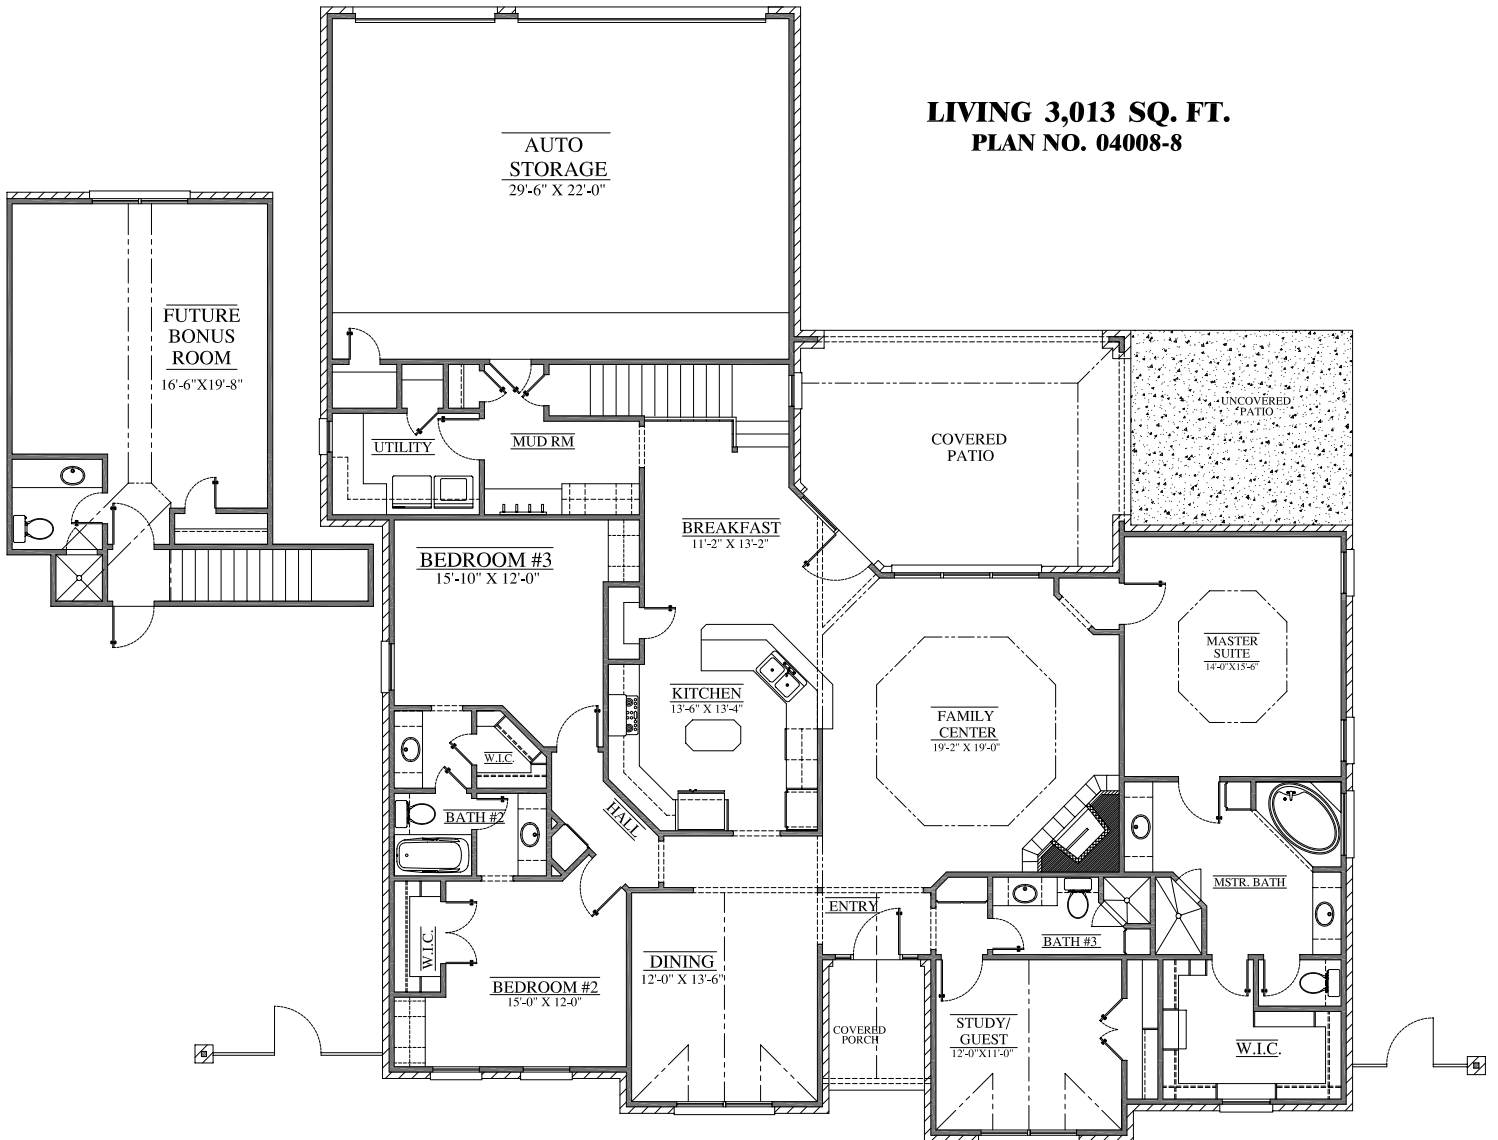 LIVING 3,013 SQ. FT.
PLAN NO. 04008-8
AUTO
STORAGE
29'-6" X 22'-0"
FUTURE
BONUS
ROOM
16'-6"X19'-8"
UNCOVERED
PATIO
COVERED
PATIO
UTILITY
MUD RM
BREAKFAST
11'-2" X 13'-2"
BEDROOM #3
15'-10" X 12'-0"
MASTER
SUITE
14'-0"X15'-6"
KITCHEN
13'-6" X 13'-4"
FAMILY
CENTER
19'-2" X 19'-0"
W.I.C.
BATH #2
HALL
MSTR. BATH
ENTRY
BATH #3
W.I.C.
DINING
12'-0" X 13'-6"
BEDROOM #2
15'-0" X 12-0"
COVERED
PORCH
STUDY/
GUEST
12'-0"X11'-0"
W.I.C.